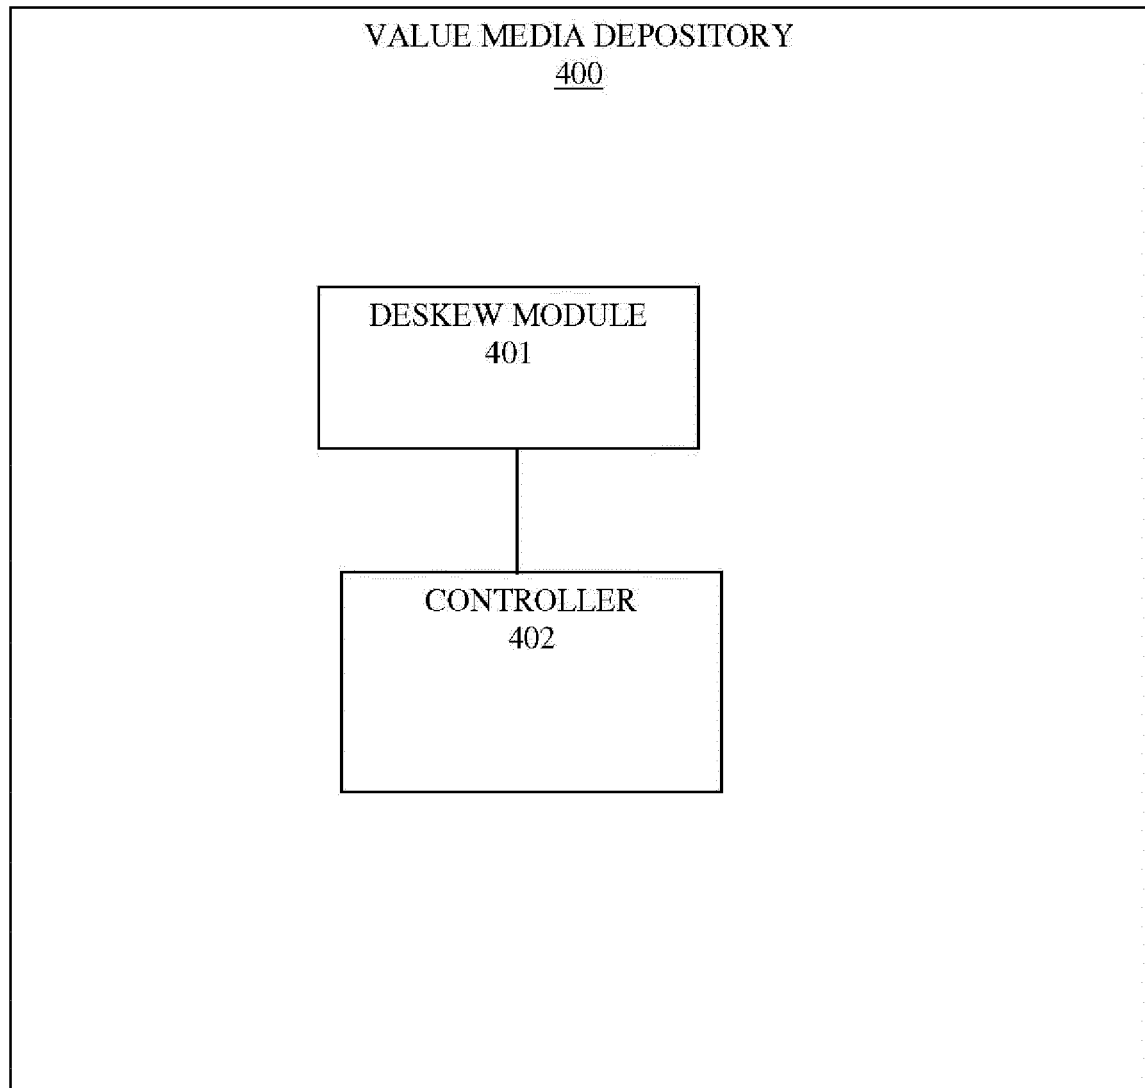 VALUE MEDIA DEPOSITORY
400
DESKEW MODULE
401
CONTROLLER
402